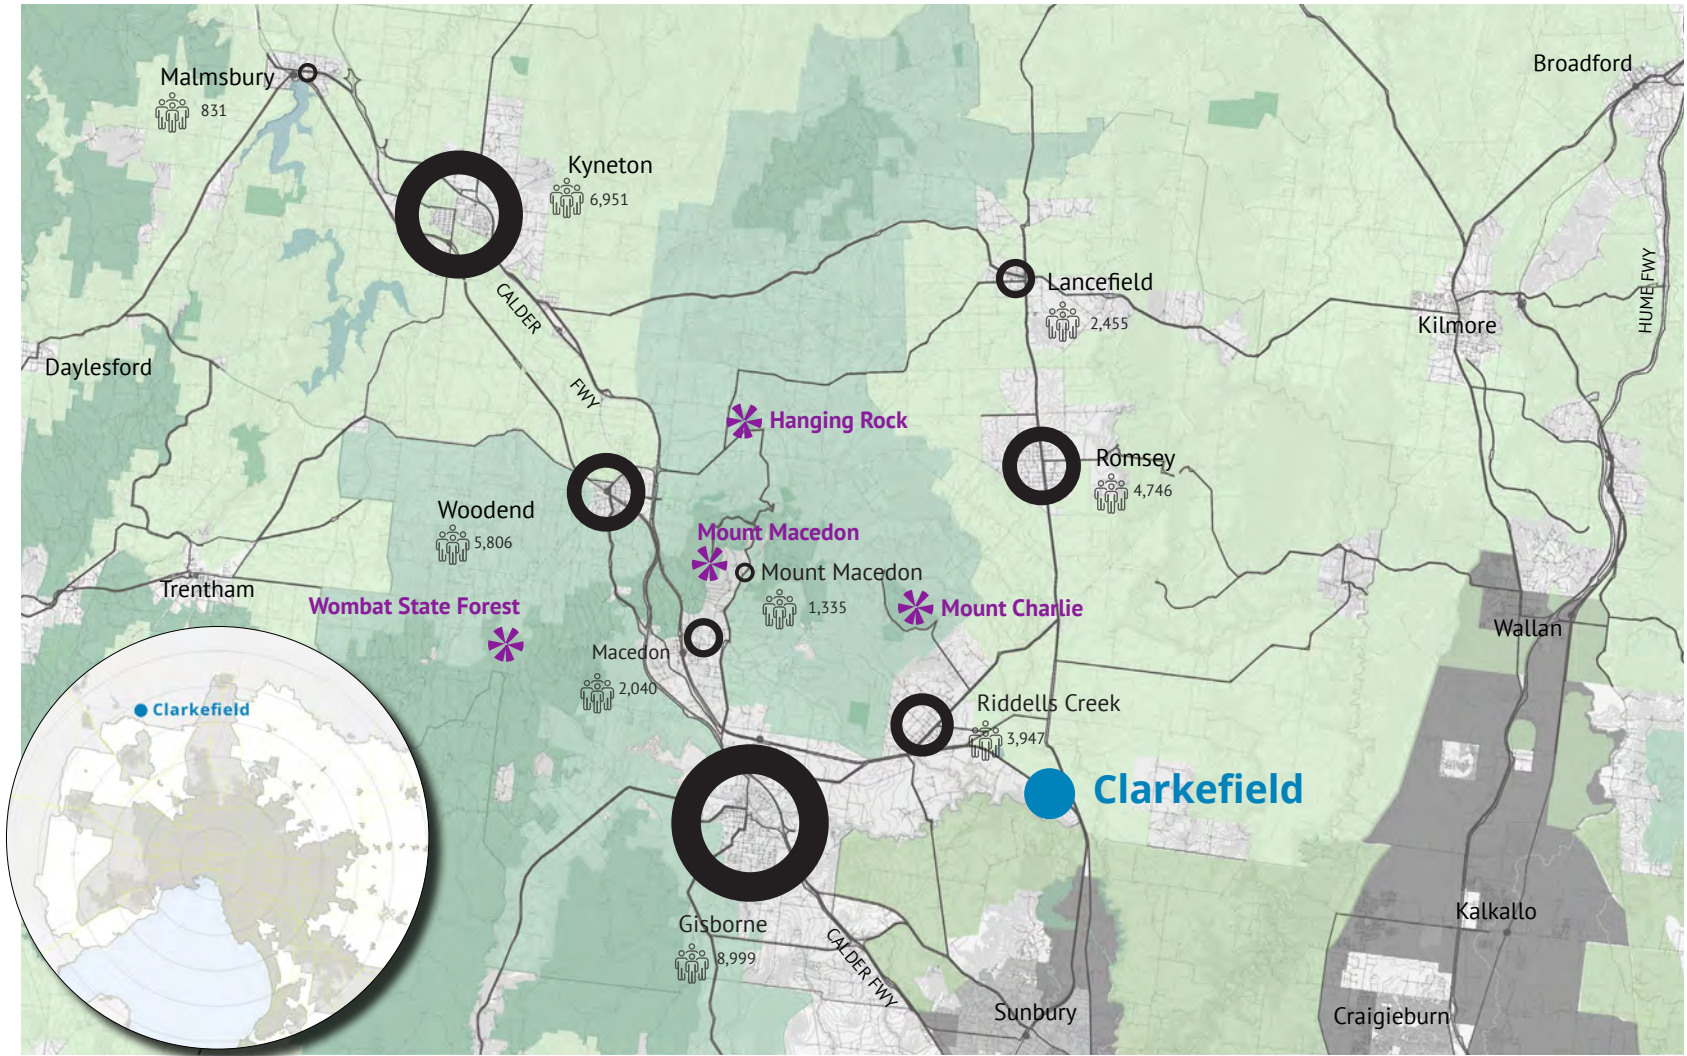 Malmsbury
831
Broadford
Kyneton
6,951
CALDER
FWY
Lancefield
2,455
Kilmore
HUME FWY
Daylesford
Hanging Rock
Romsey
4,746
Woodend
5,806
Mount Macedon
Mount Macedon
1,335
Trentham
Wombat State Forest
Mount Charlie
Wallan
Macedon
2,040
Riddells Creek
3,947
Clarkefield
Clarkefield
Gisborne
8,999
CALDER FWY
Kalkallo
Sunbury
Craigieburn